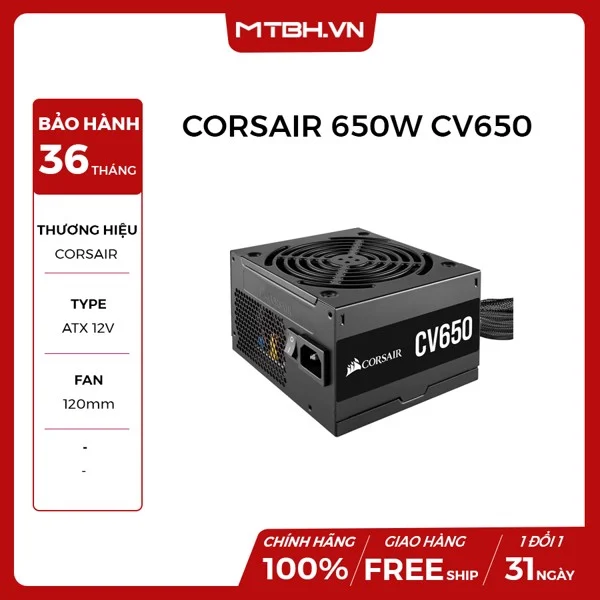 MTBH.VN
BẢO HÀNH
36 THÁNG
THƯƠNG HIỆU
CORSAIR
TYPE
ATX 12V
FAN
120mm
-
-
CORSAIR 650W CV650
CORSAIR
CV650
CHÍNH HÃNG
100%
GIAO HÀNG
FREE SHIP
1 ĐỔI 1
31 NGÀY